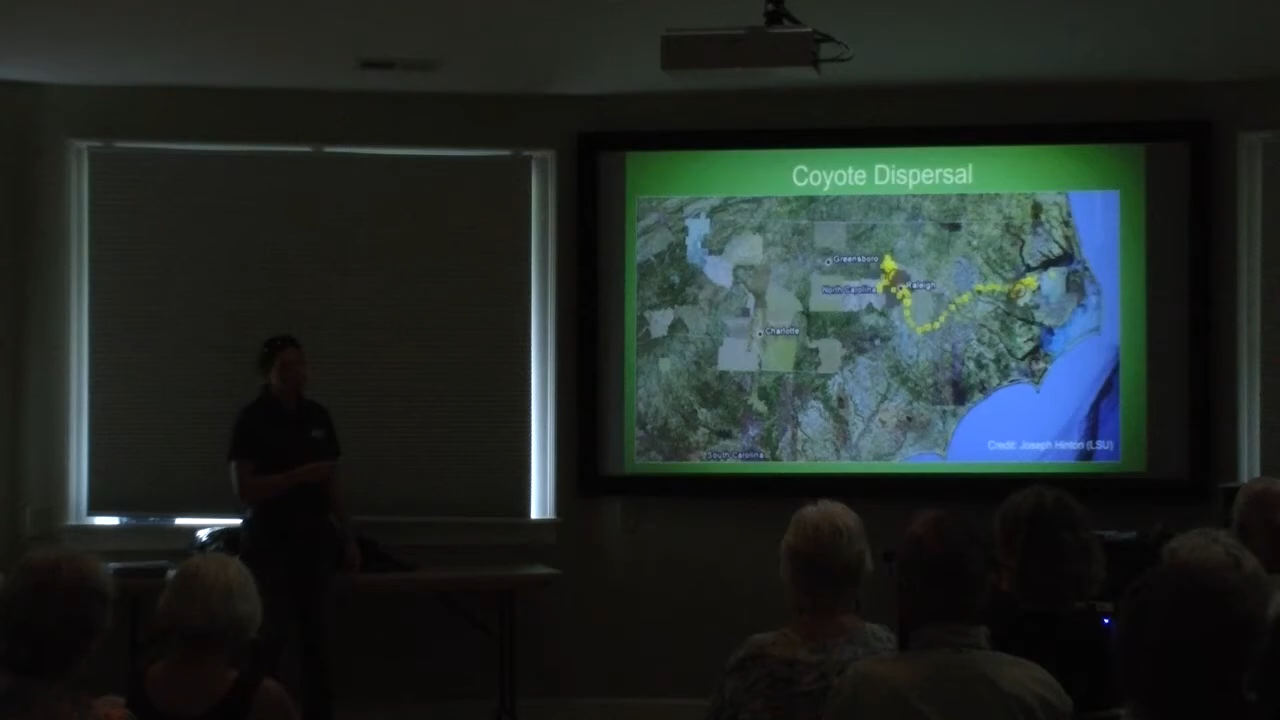 Coyote Dispersal
Greensboro
North Carolina
Raleigh
Charlotte
South Carolina
Credit: Joseph Hinton (LSU)